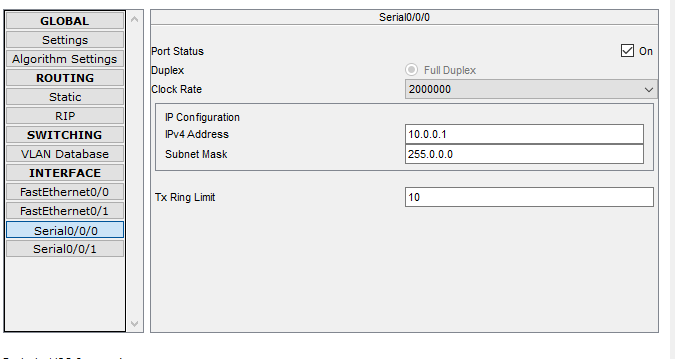 GLOBAL
Settings
Algorithm Settings
ROUTING
Static
RIP
SWITCHING
VLAN Database
INTERFACE
FastEthernet0/0
FastEthernet0/1
Serial0/0/0
Serial0/0/1
Serial0/0/0
Port Status On
Duplex Full Duplex
Clock Rate 2000000
IP Configuration
IPv4 Address 10.0.0.1
Subnet Mask 255.0.0.0
Tx Ring Limit 10